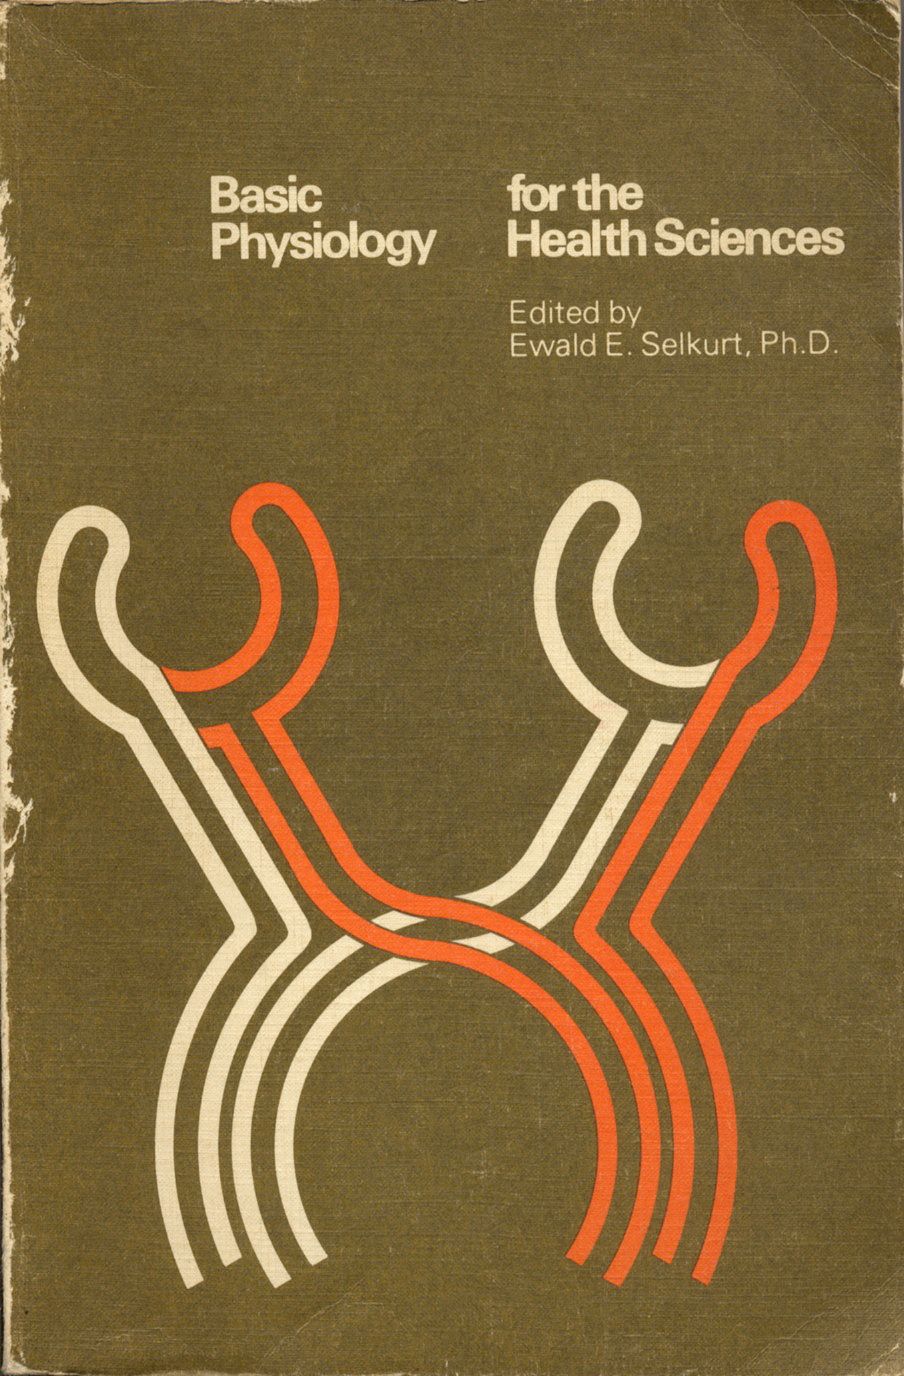 Basic
Physiology
for the
Health Sciences
Edited by
Ewald E. Selkurt, Ph.D.